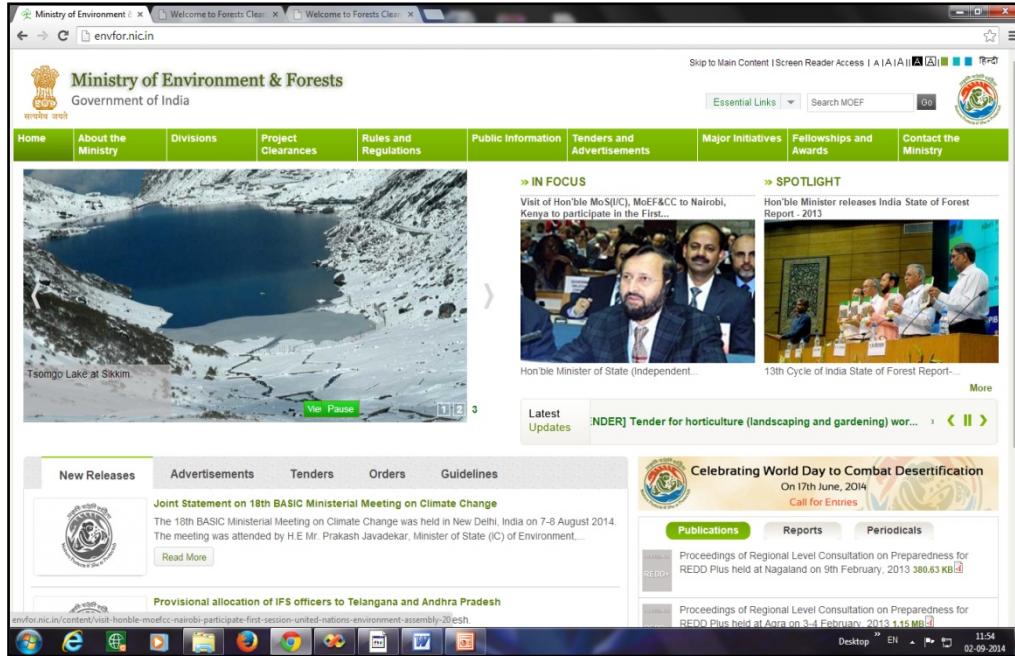 Ministry of Environment &
Welcome to Forests Clear
Welcome to Forests Clear
envfor.nic.in
Skip to Main Content | Screen Reader Access | A | A | A || A A | हिन्दी
सत्यमेव जयते
Ministry of Environment & Forests
Government of India
Essential Links
Search MOEF
Go
Home
About the
Ministry
Divisions
Project
Clearances
Rules and
Regulations
Public Information
Tenders and
Advertisements
Major Initiatives
Fellowships and
Awards
Contact the
Ministry
Tsomgo Lake at Sikkim.
Vie Pause
1 2 3
» IN FOCUS
Visit of Hon'ble MoS(I/C), MoEF&CC to Nairobi,
Kenya to participate in the First...
Hon'ble Minister of State (Independent...
» SPOTLIGHT
Hon'ble Minister releases India State of Forest
Report - 2013
PIB
13th Cycle of India State of Forest Report-...
More
Latest
Updates
ENDER] Tender for horticulture (landscaping and gardening) wor...
New Releases
Advertisements
Tenders
Orders
Guidelines
Joint Statement on 18th BASIC Ministerial Meeting on Climate Change
The 18th BASIC Ministerial Meeting on Climate Change was held in New Delhi, India on 7-8 August 2014.
The meeting was attended by H.E Mr. Prakash Javadekar, Minister of State (IC) of Environment,...
Read More
Provisional allocation of IFS officers to Telangana and Andhra Pradesh
esh.
Celebrating World Day to Combat Desertification
On 17th June, 2014
Call for Entries
Publications
Reports
Periodicals
REDD+
Proceedings of Regional Level Consultation on Preparedness for
REDD Plus held at Nagaland on 9th February, 2013 380.63 KB
Proceedings of Regional Level Consultation on Preparedness for
REDD Plus held at Agra on 3-4 February, 2013 1.15 MB
envfor.nic.in/content/visit-honble-moefcc-nairobi-participate-first-session-united-nations-environment-assembly-20
Desktop » EN
11:54
02-09-2014